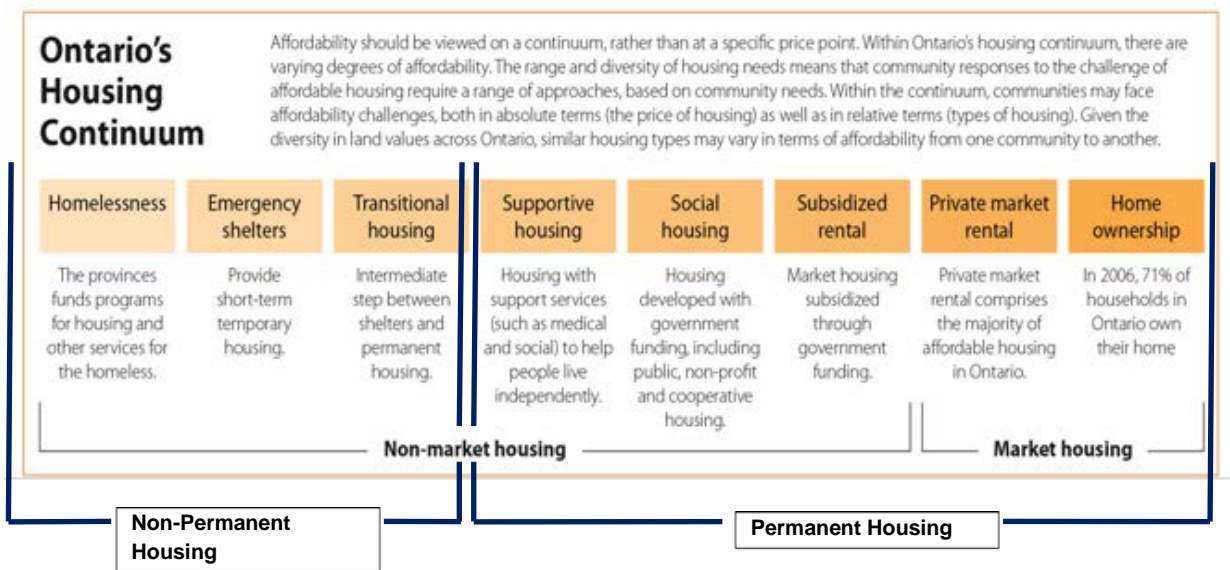 Ontario's
Housing
Continuum
Affordability should be viewed on a continuum, rather than at a specific price point. Within Ontario's housing continuum, there are
varying degrees of affordability. The range and diversity of housing needs means that community responses to the challenge of
affordable housing require a range of approaches, based on community needs. Within the continuum, communities may face
affordability challenges, both in absolute terms (the price of housing) as well as in relative terms (types of housing). Given the
diversity in land values across Ontario, similar housing types may vary in terms of affordability from one community to another.
Homelessness
The provinces
funds programs
for housing and
other services for
the homeless.
Emergency
shelters
Provide
short-term
temporary
housing.
Transitional
housing
Intermediate
step between
shelters and
permanent
housing.
Supportive
housing
Housing with
support services
(such as medical
and social) to help
people live
independently.
Social
housing
Housing
developed with
government
funding, including
public, non-profit
and cooperative
housing.
Subsidized
rental
Market housing
subsidized
through
government
funding.
Private market
rental
Private market
rental comprises
the majority of
affordable housing
in Ontario.
Home
ownership
In 2006, 71% of
households in
Ontario own
their home
Non-market housing
Market housing
Non-Permanent
Housing
Permanent Housing